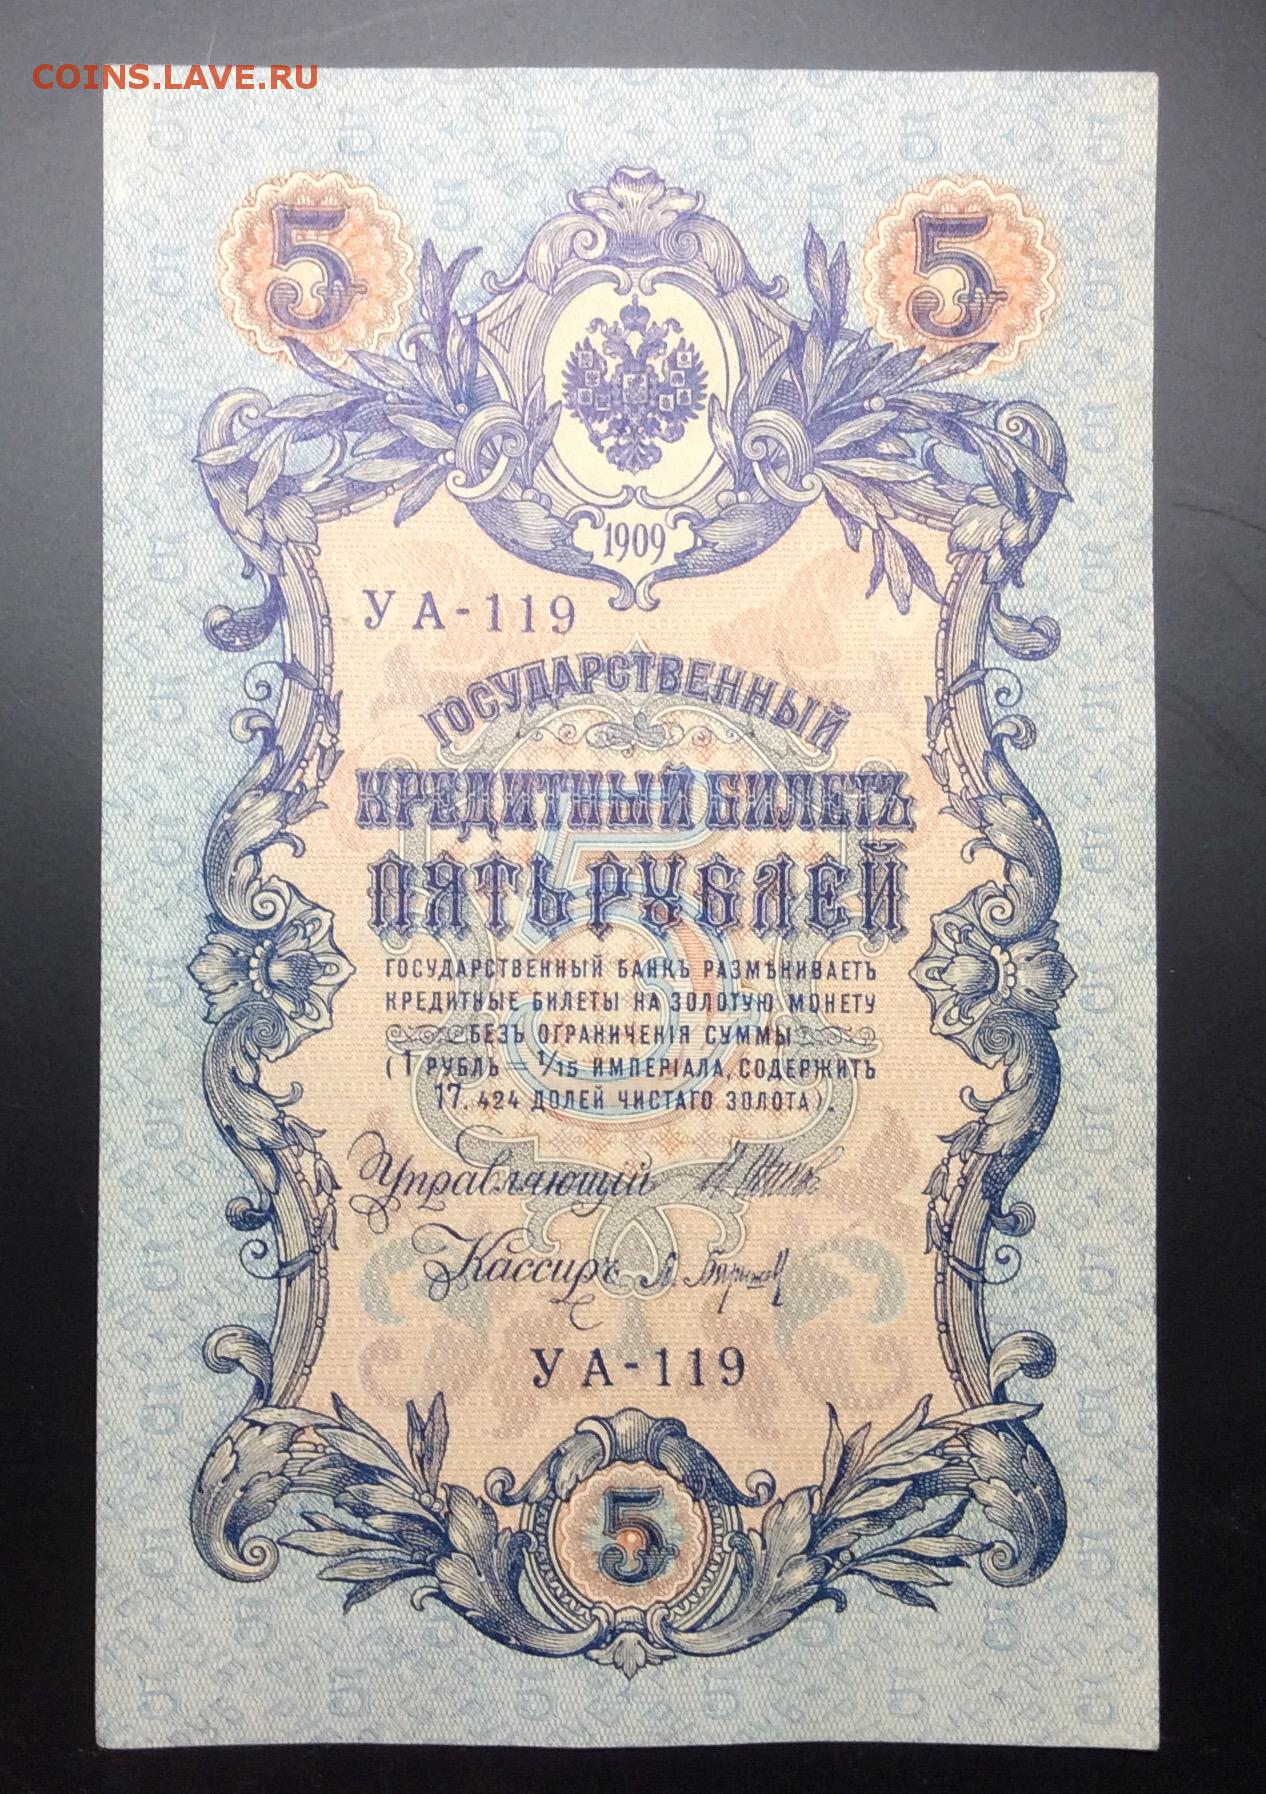 COINS.LAVE.RU
5 5
1909
УА-119
ГОСУДАРСТВЕННЫЙ
КРЕДИТНЫЙ БИЛЕТЪ
ПЯТЬ РУБЛЕЙ
5
ГОСУДАРСТВЕННЫЙ БАНКЪ РАЗМѢНИВАЕТЪ
КРЕДИТНЫЕ БИЛЕТЫ НА ЗОЛОТУЮ МОНЕТУ
БЕЗЪ ОГРАНИЧЕНІЯ СУММЫ
(1 РУБЛЬ = 1/15 ИМПЕРІАЛА, СОДЕРЖИТЪ
17.424 ДОЛЕЙ ЧИСТАГО ЗОЛОТА).
Управляющий
Кассиръ
УА-119
5